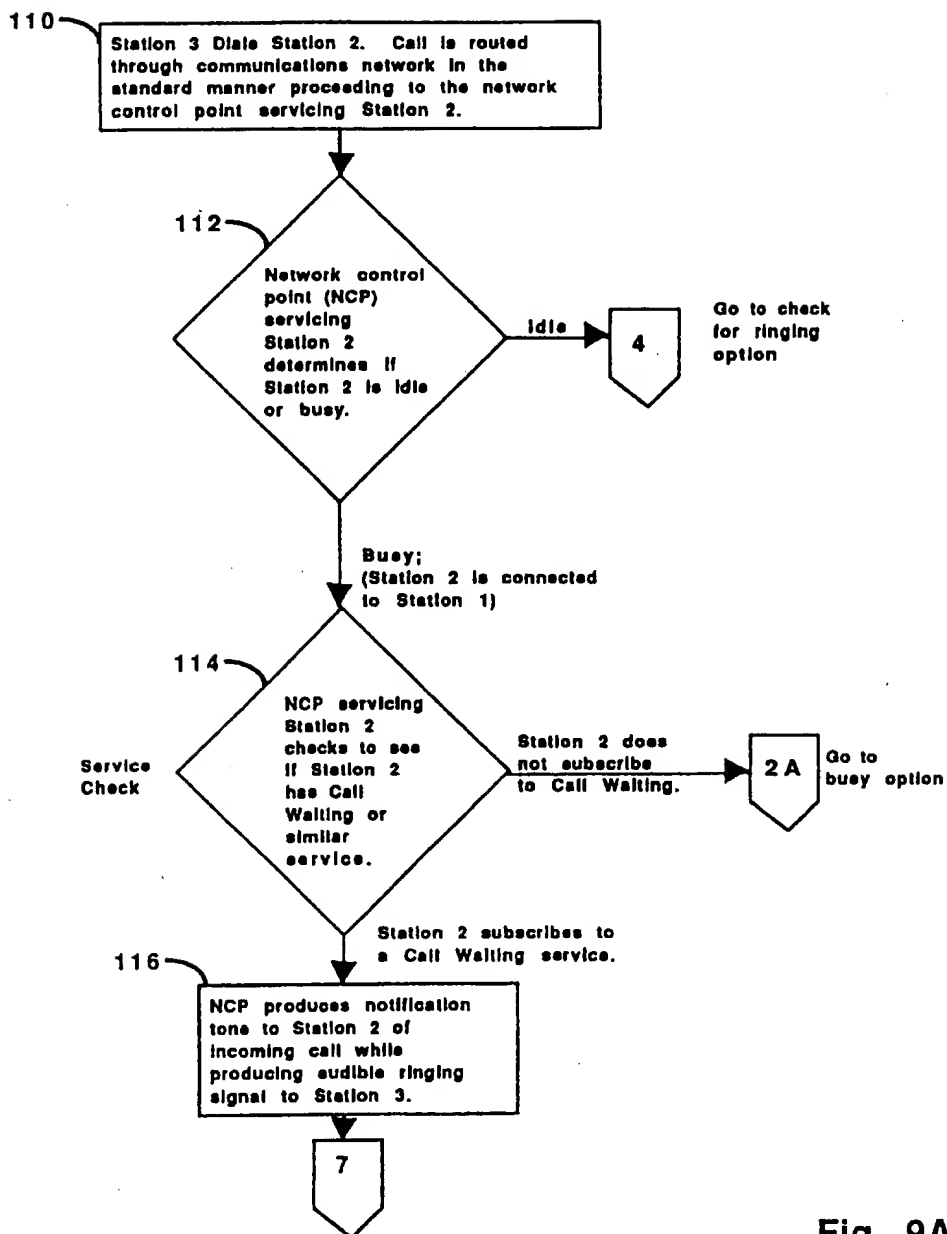 110
Station 3 Dials Station 2. Call is routed
through communications network in the
standard manner proceeding to the network
control point servicing Station 2.
112
Network control
point (NCP)
servicing
Station 2
determines if
Station 2 is idle
or busy.
Idle
4
Go to check
for ringing
option
Busy;
(Station 2 is connected
to Station 1)
114
Service
Check
NCP servicing
Station 2
checks to see
if Station 2
has Call
Waiting or
similar
service.
Station 2 does
not subscribe
to Call Waiting.
2A
Go to
busy option
Station 2 subscribes to
a Call Waiting service.
116
NCP produces notification
tone to Station 2 of
incoming call while
producing audible ringing
signal to Station 3.
7
Fig. 9A